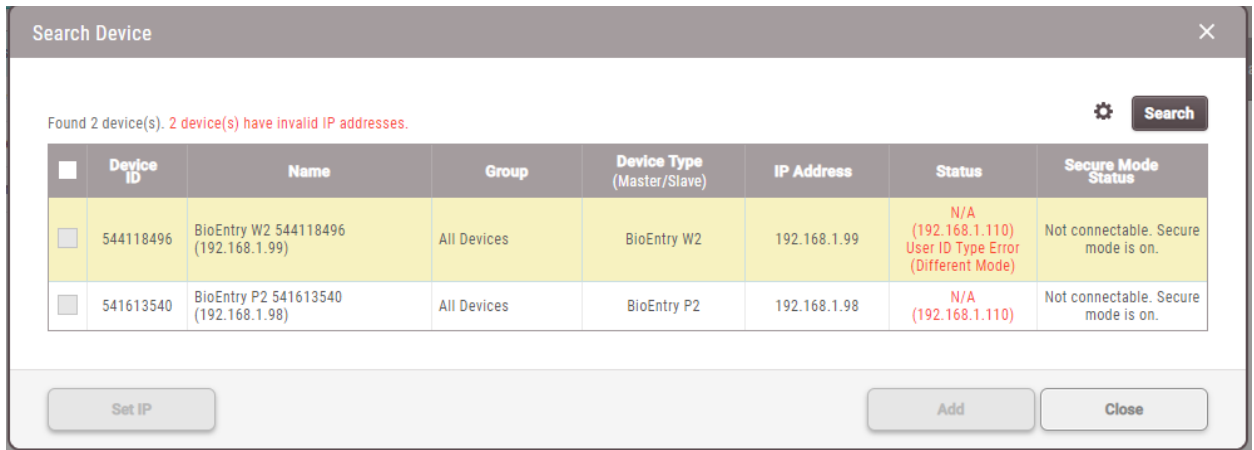 Search Device
Found 2 device(s). 2 device(s) have invalid IP addresses.
Search
Device ID
Name
Group
Device Type
(Master/Slave)
IP Address
Status
Secure Mode
Status
544118496
BioEntry W2 544118496
(192.168.1.99)
All Devices
BioEntry W2
192.168.1.99
N/A
(192.168.1.110)
User ID Type Error
(Different Mode)
Not connectable. Secure
mode is on.
541613540
BioEntry P2 541613540
(192.168.1.98)
All Devices
BioEntry P2
192.168.1.98
N/A
(192.168.1.110)
Not connectable. Secure
mode is on.
Set IP
Add
Close